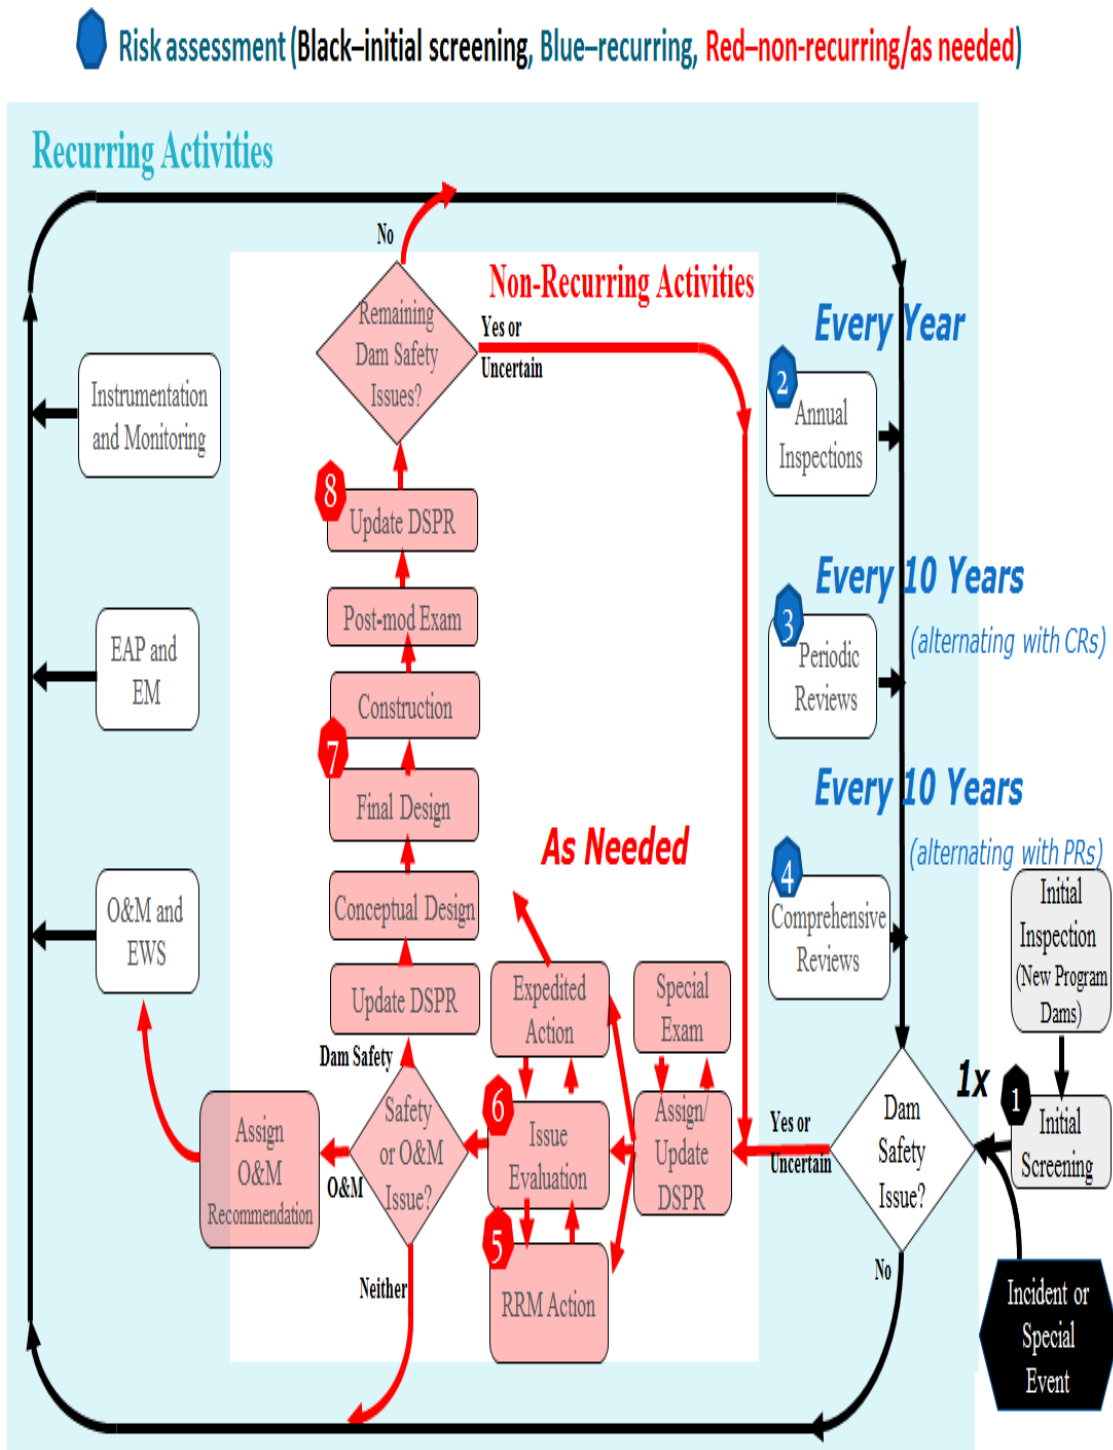 Risk assessment (Black–initial screening, Blue–recurring, Red–non-recurring/as needed)
Recurring Activities
No
Non-Recurring Activities
Remaining
Dam Safety
Issues?
Yes or
Uncertain
Every Year
2
Annual
Inspections
Instrumentation
and Monitoring
8
Update DSPR
Post-mod Exam
Every 10 Years
(alternating with CRs)
3
Periodic
Reviews
EAP and
EM
Construction
7
Final Design
Every 10 Years
(alternating with PRs)
As Needed
4
Comprehensive
Reviews
Initial
Inspection
(New Program
Dams)
O&M and
EWS
Conceptual Design
Update DSPR
Expedited
Action
Special
Exam
Dam Safety
1x
1
Initial
Screening
Assign
O&M
Recommendation
O&M
Safety
or O&M
Issue?
6
Issue
Evaluation
Assign/
Update
DSPR
Yes or
Uncertain
Dam
Safety
Issue?
5
RRM Action
Neither
No
Incident or
Special
Event